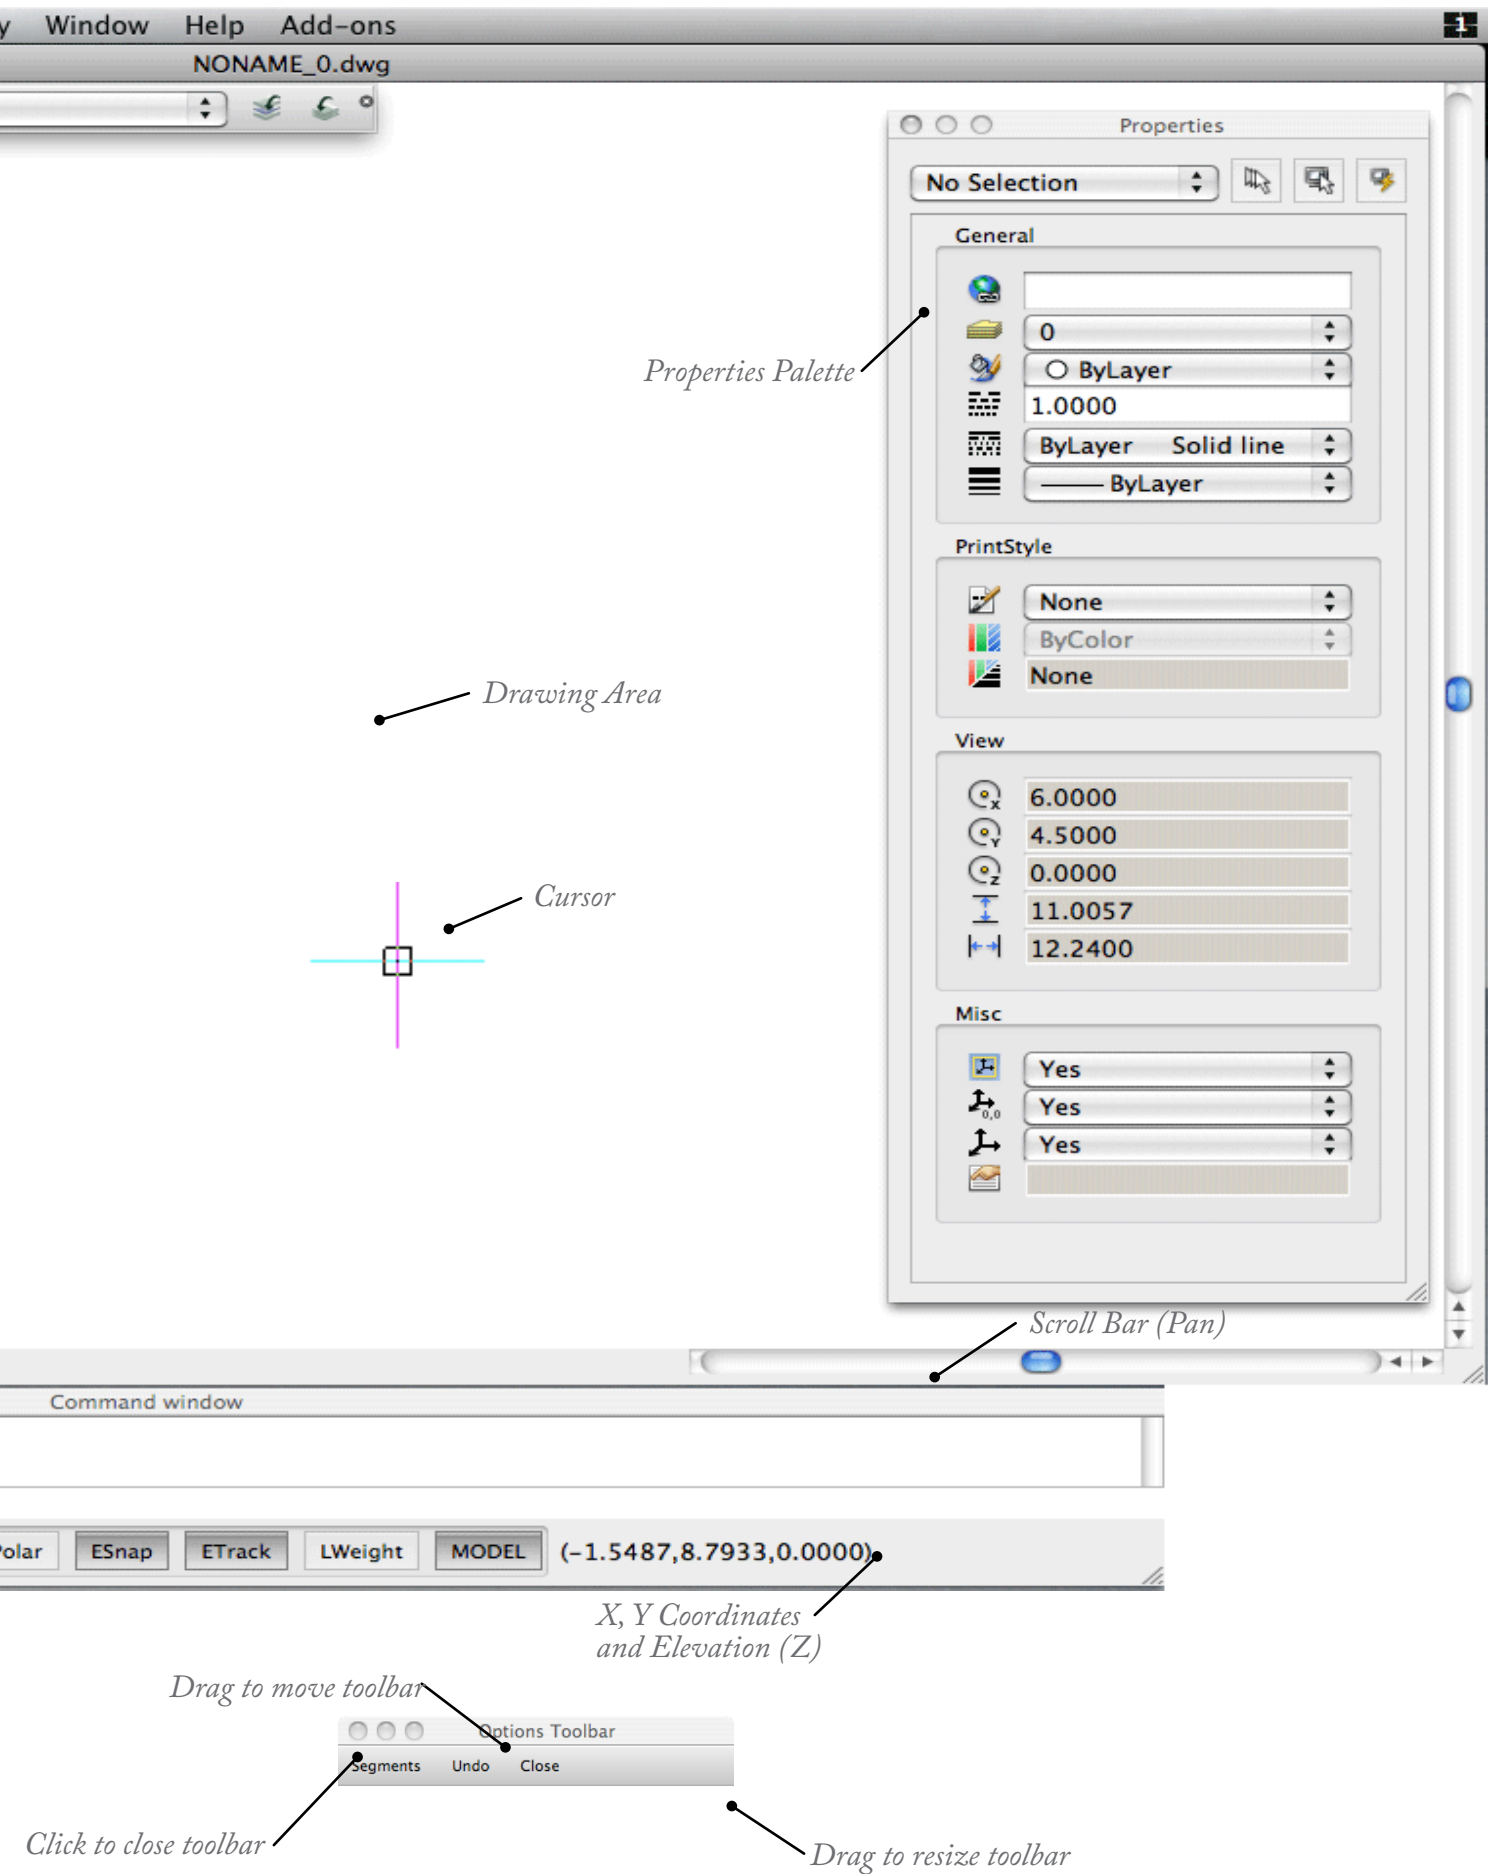 y Window Help Add-ons
1
NONAME_0.dwg
Properties
No Selection
General
0
Properties Palette
ByLayer
1.0000
ByLayer Solid line
ByLayer
PrintStyle
None
ByColor
None
Drawing Area
View
X 6.0000
Y 4.5000
Z 0.0000
Cursor
11.0057
12.2400
Misc
Yes
0,0 Yes
Yes
Scroll Bar (Pan)
Command window
Polar ESnap ETrack LWeight MODEL (-1.5487,8.7933,0.0000)
X, Y Coordinates
and Elevation (Z)
Drag to move toolbar
Options Toolbar
Segments Undo Close
Click to close toolbar
Drag to resize toolbar